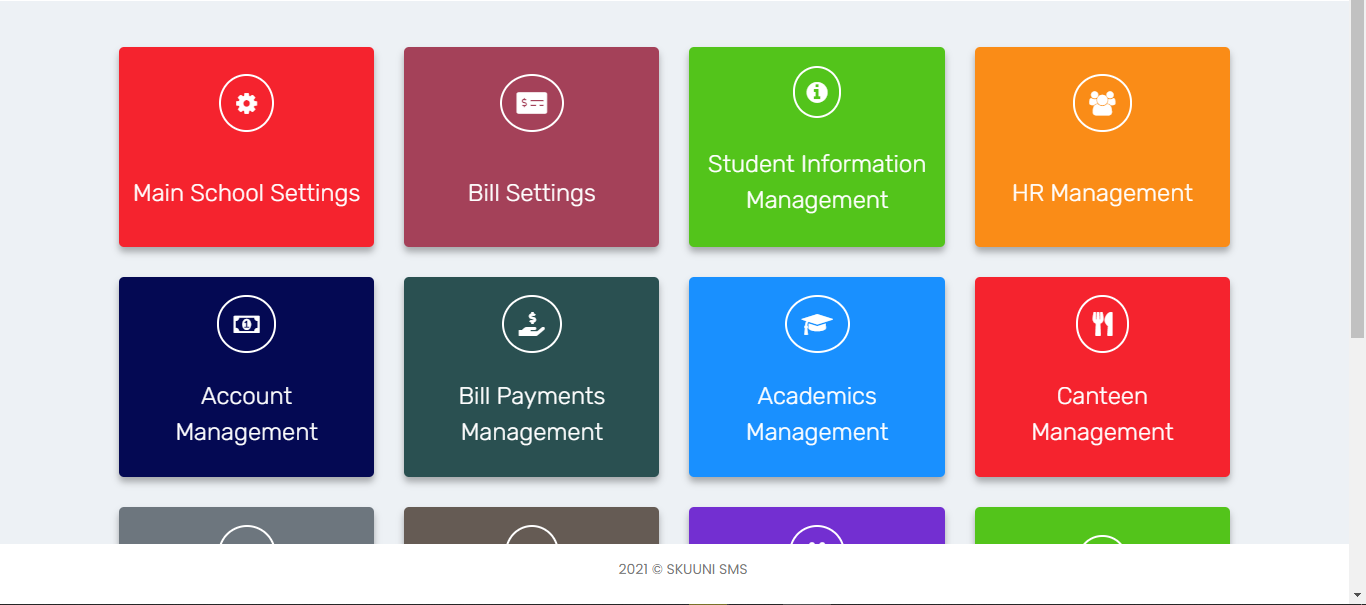 Main School Settings
Bill Settings
Student Information
Management
HR Management
Account
Management
Bill Payments
Management
Academics
Management
Canteen
Management
2021 © SKUUNI SMS